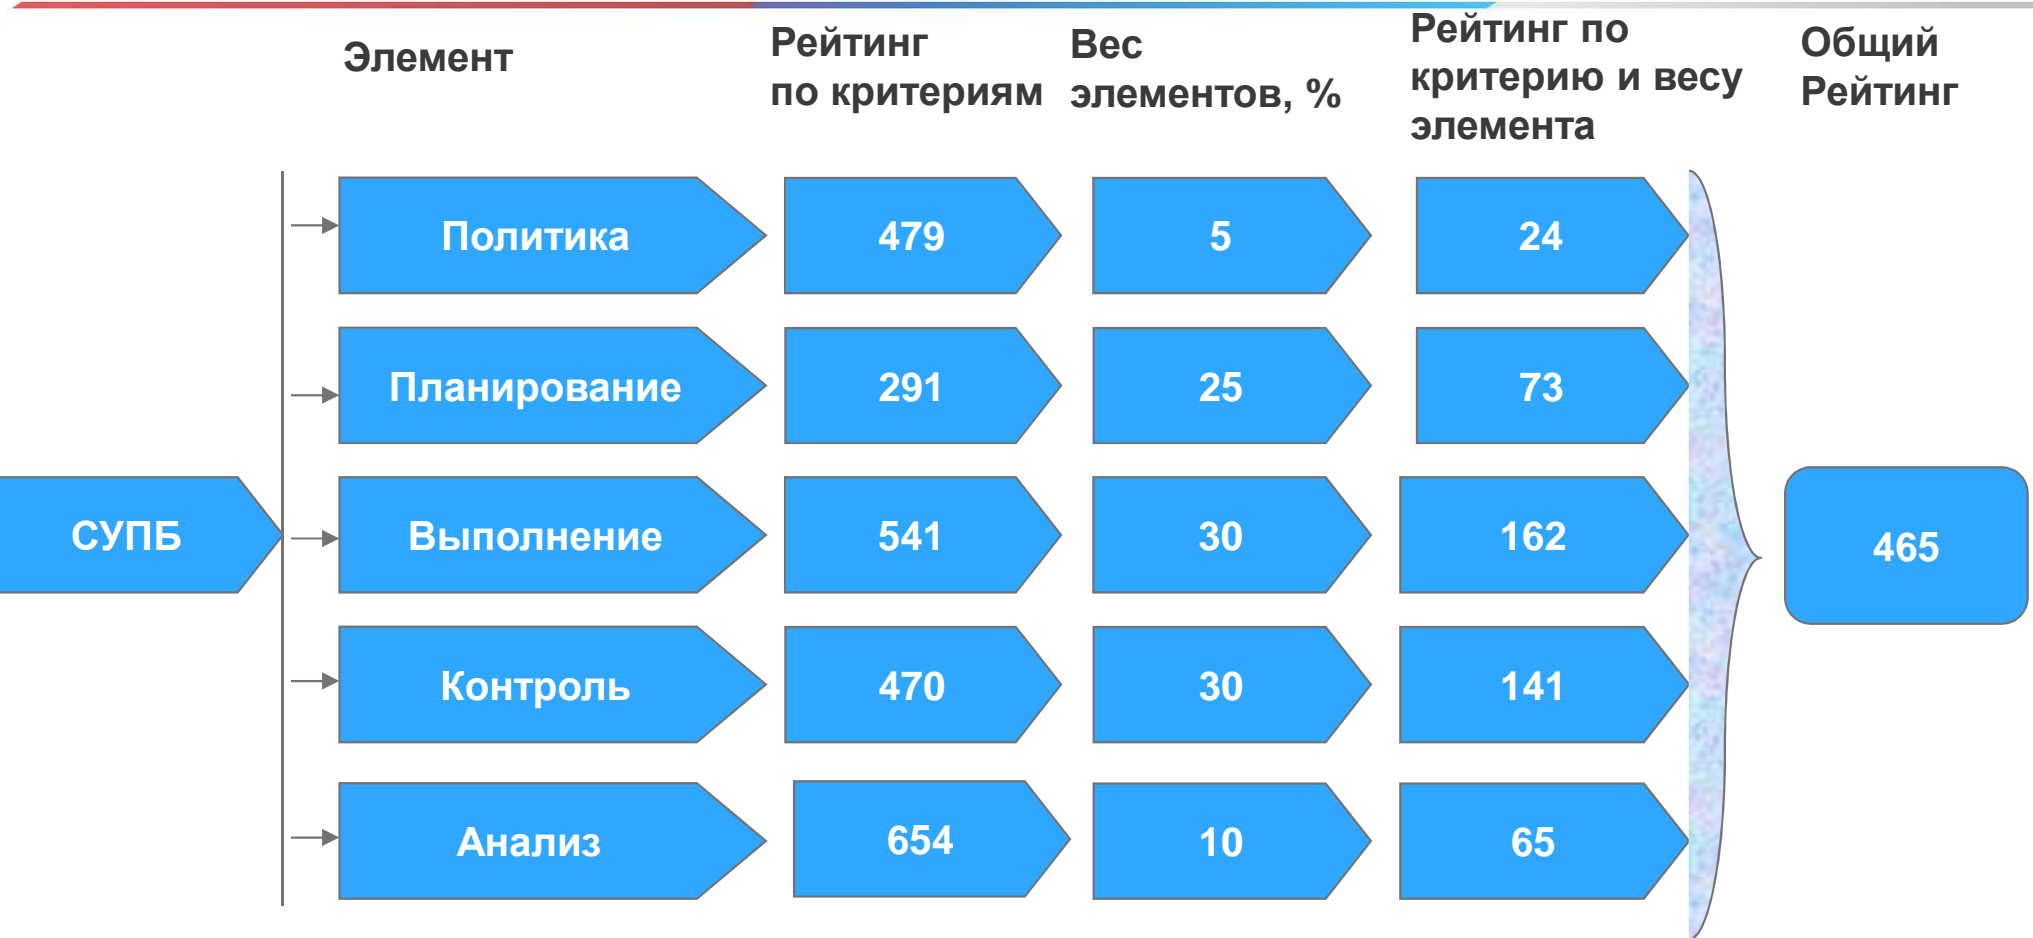 Элемент
Рейтинг
по критериям
Вес
элементов, %
Рейтинг по
критерию и весу
элемента
Общий
Рейтинг
Политика
479
5
24
Планирование
291
25
73
СУПБ
Выполнение
541
30
162
465
Контроль
470
30
141
Анализ
654
10
65